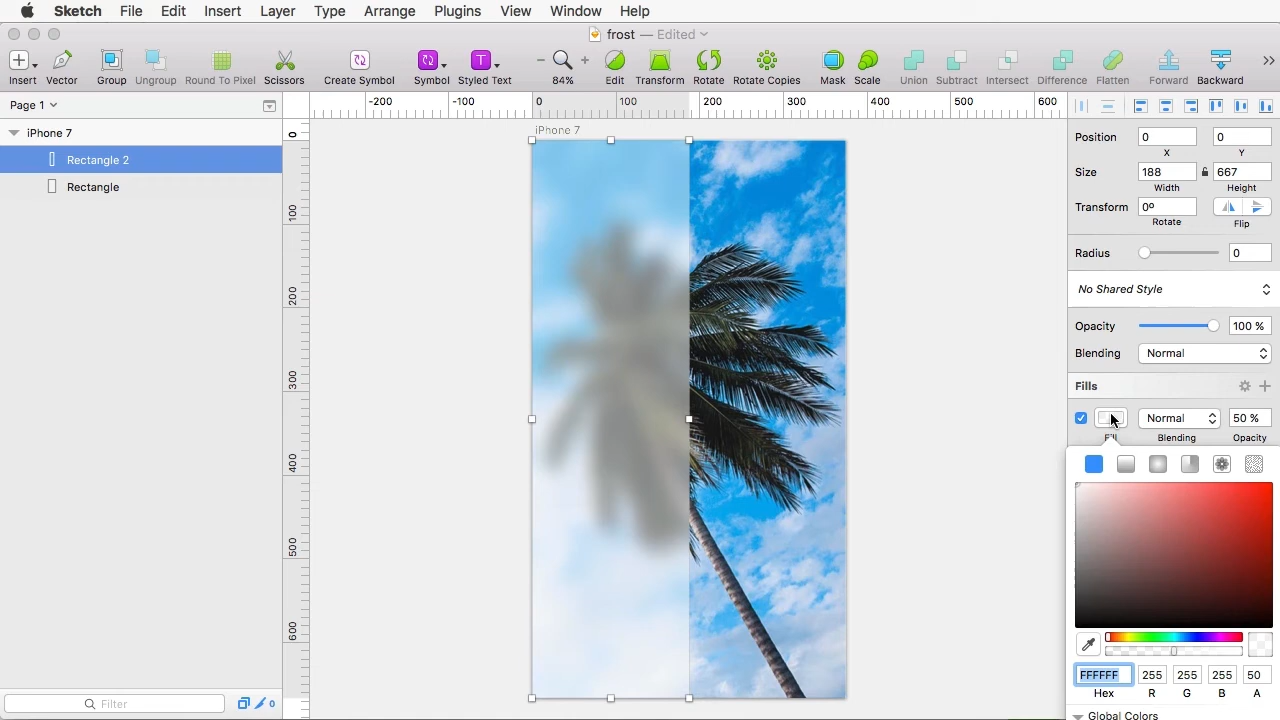 Sketch File Edit Insert Layer Type Arrange Plugins View Window Help
frost — Edited
Insert Vector Group Ungroup Round To Pixel Scissors Create Symbol Symbol Styled Text 84% Edit Transform Rotate Rotate Copies Mask Scale Union Subtract Intersect Difference Flatten Forward Backward
Page 1
-200 -100 0 100 200 300 400 500 600
iPhone 7
Rectangle 2
Rectangle
Filter
0
0
100
200
300
400
500
600
iPhone 7
Position 0 0
X Y
Size 188 667
Width Height
Transform 0º
Rotate Flip
Radius 0
No Shared Style
Opacity 100 %
Blending Normal
Fills
Normal 50 %
Fill Blending Opacity
FFFFFF 255 255 255 50
Hex R G B A
Global Colors